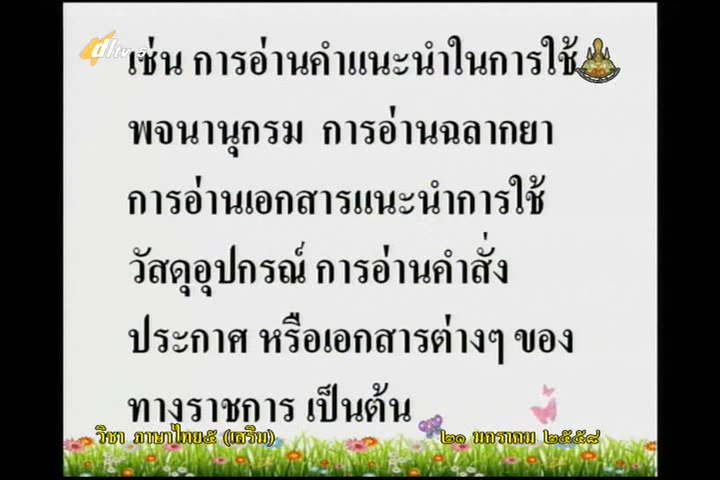 dltv 5
เช่น การอ่านคำแนะนำในการใช้
พจนานุกรม การอ่านฉลากยา
การอ่านเอกสารแนะนำการใช้
วัสดุอุปกรณ์ การอ่านคำสั่ง
ประกาศ หรือเอกสารต่างๆ ของ
ทางราชการ เป็นต้น
วิชา ภาษาไทย๕ (เสริม) ๒๑ มกราคม ๒๕๕๘